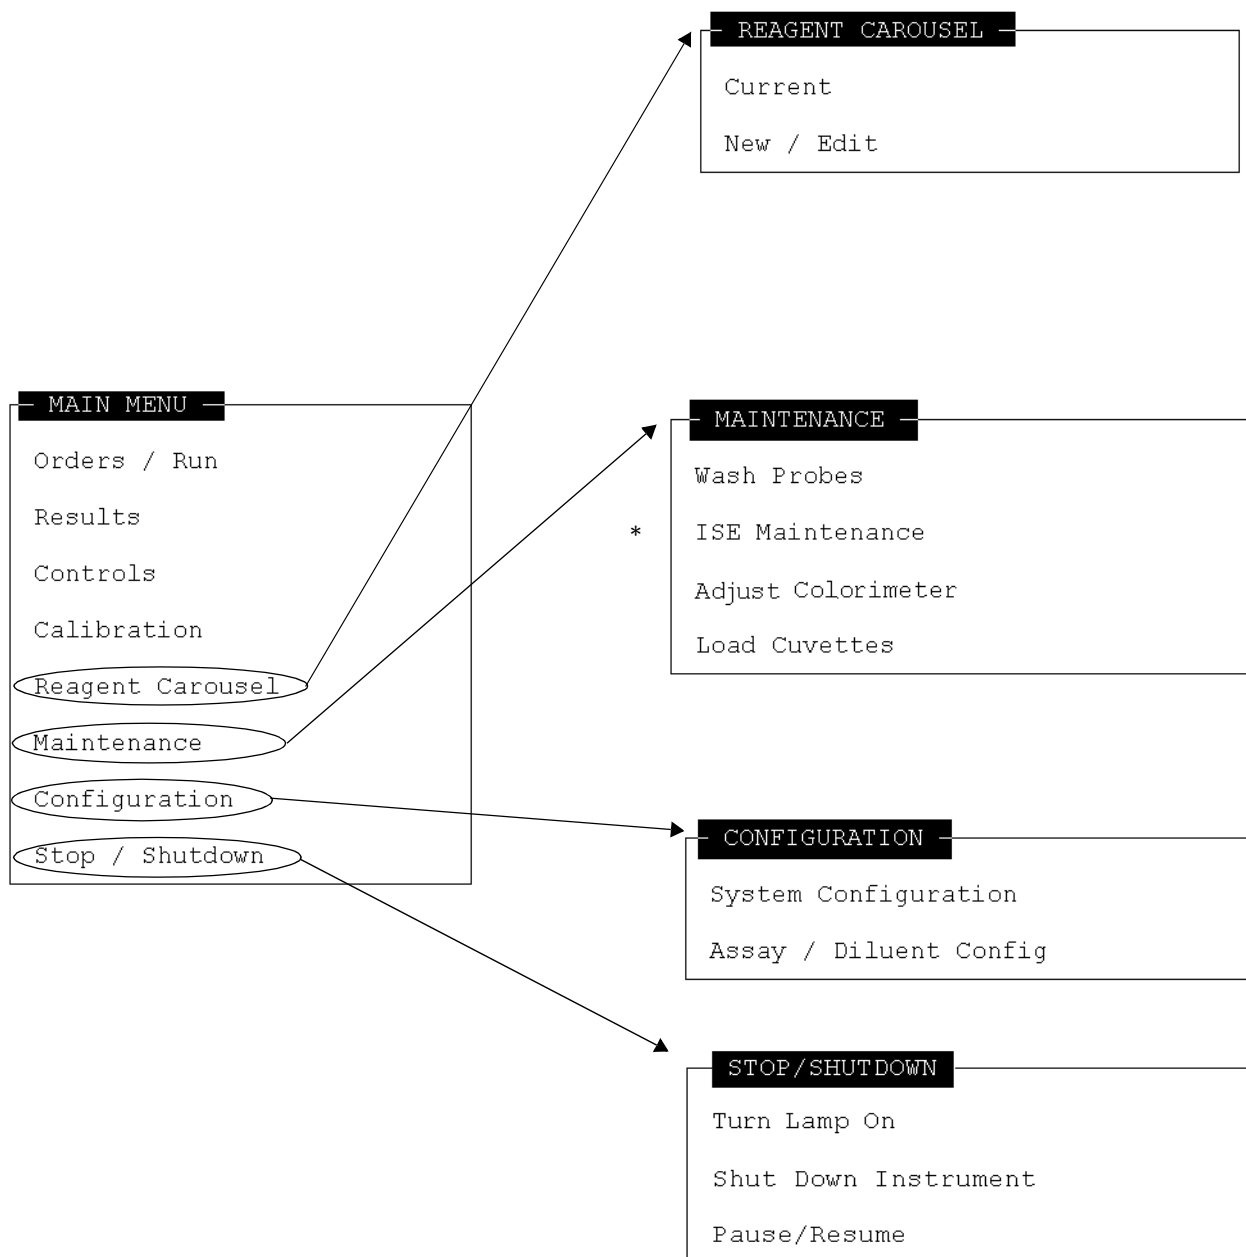 REAGENT CAROUSEL
Current
New / Edit
MAIN MENU
Orders / Run
Results
Controls
Calibration
Reagent Carousel
Maintenance
Configuration
Stop / Shutdown
MAINTENANCE
Wash Probes
* ISE Maintenance
Adjust Colorimeter
Load Cuvettes
CONFIGURATION
System Configuration
Assay / Diluent Config
STOP/SHUTDOWN
Turn Lamp On
Shut Down Instrument
Pause/Resume